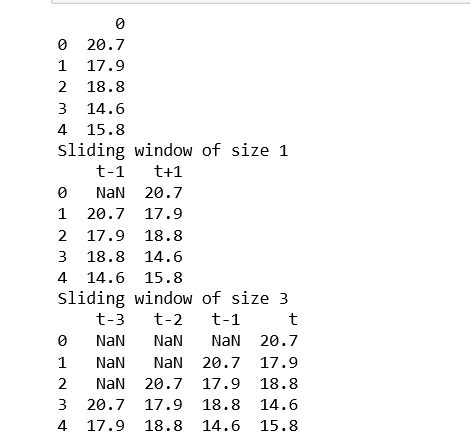 0
0 20.7
1 17.9
2 18.8
3 14.6
4 15.8
Sliding window of size 1
t-1 t+1
0 NaN 20.7
1 20.7 17.9
2 17.9 18.8
3 18.8 14.6
4 14.6 15.8
Sliding window of size 3
t-3 t-2 t-1 t
0 NaN NaN NaN 20.7
1 NaN NaN 20.7 17.9
2 NaN 20.7 17.9 18.8
3 20.7 17.9 18.8 14.6
4 17.9 18.8 14.6 15.8